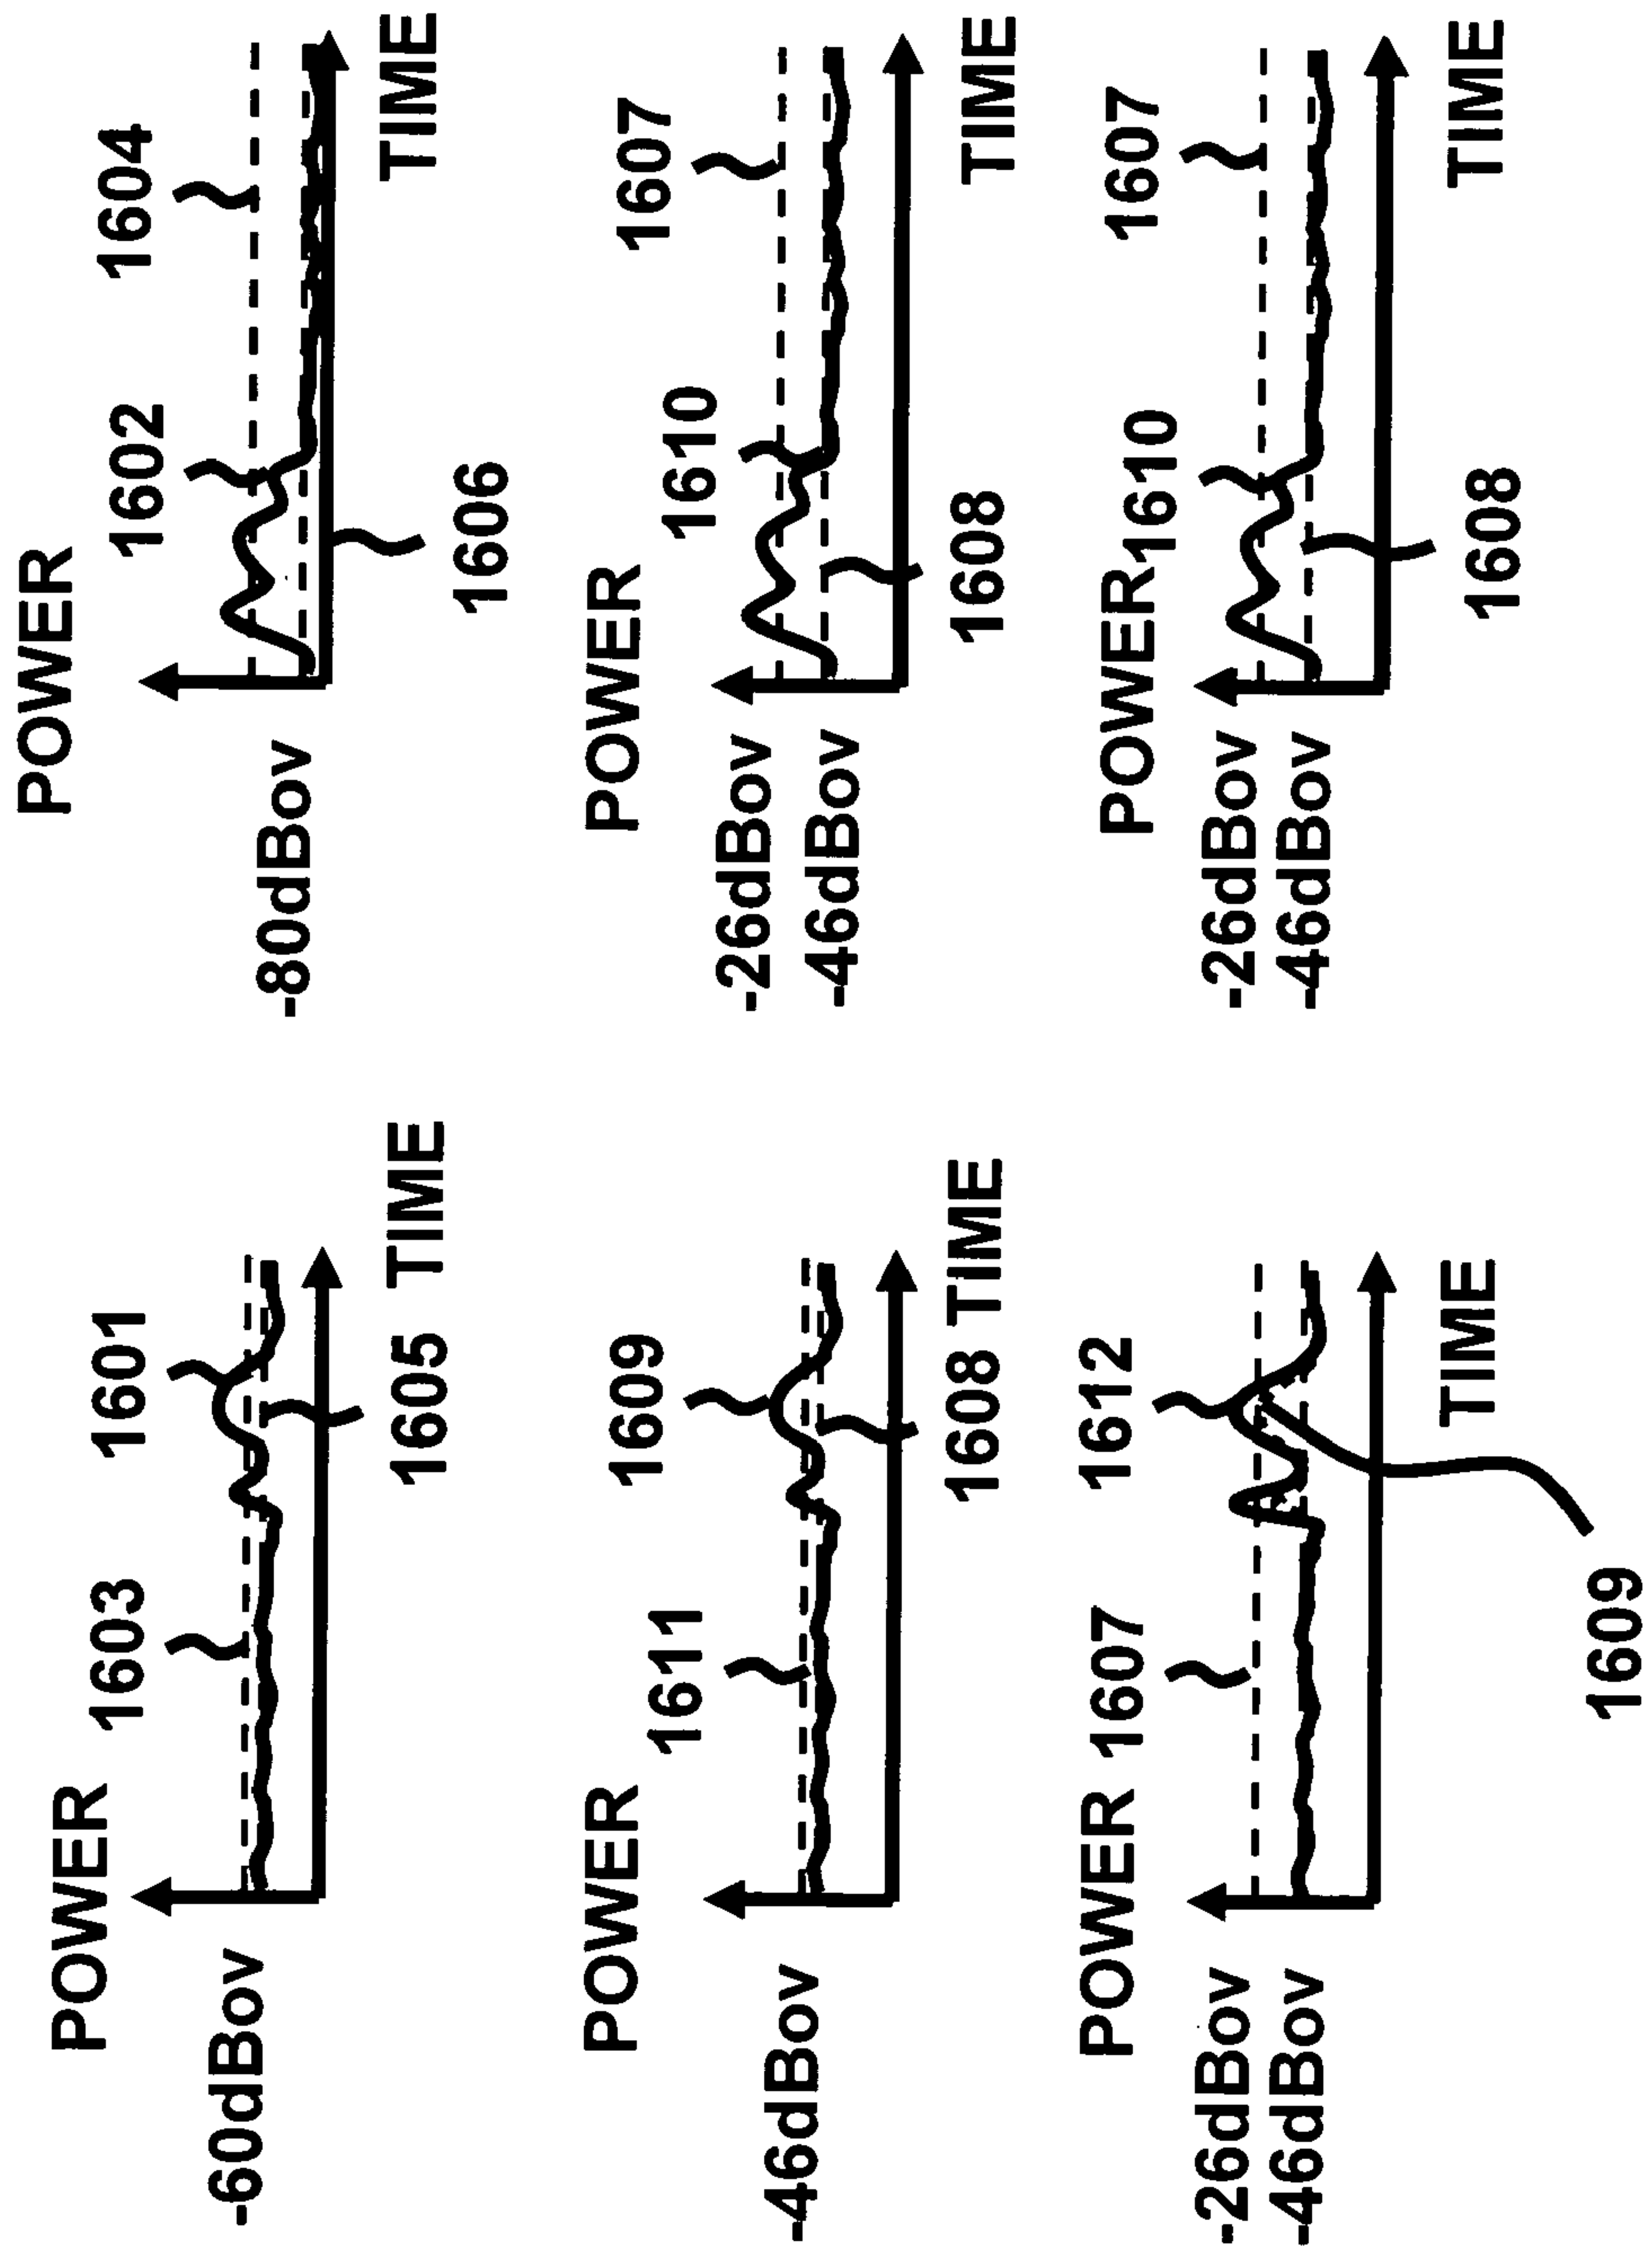 POWER
1603
1601
-60dBov
1605
TIME
POWER
1602
1604
-80dBov
TIME
1606
POWER
1611
1609
-46dBov
1608 TIME
POWER
1610
1607
-26dBov
-46dBov
1608
TIME
POWER 1607
1612
-26dBov
-46dBov
TIME
1609
POWER 1610
1607
-26dBov
-46dBov
1608
TIME